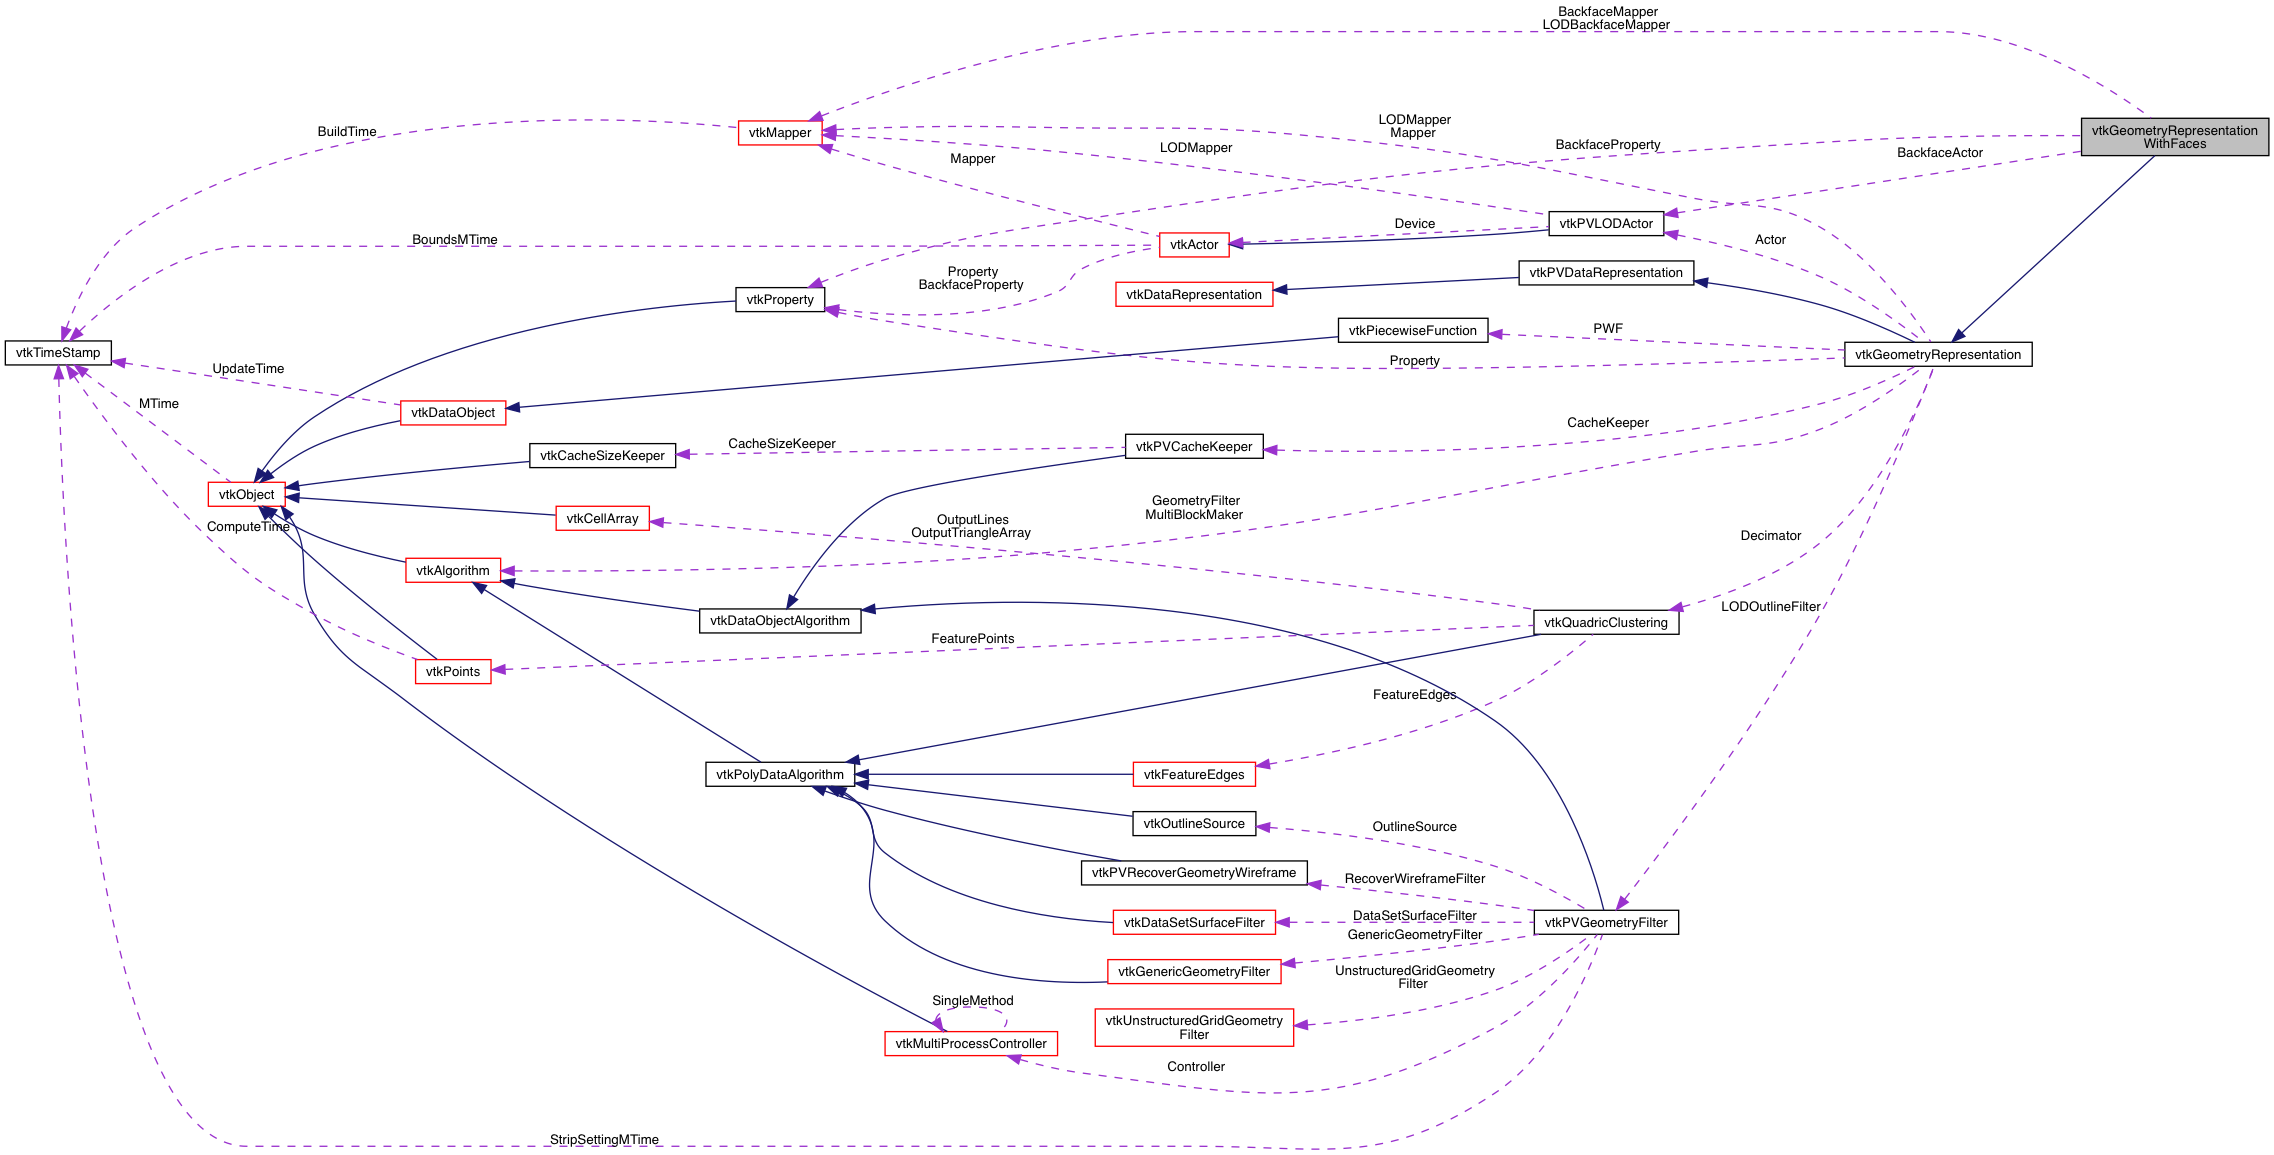 BackfaceMapper
LODBackfaceMapper
BuildTime
vtkMapper
LODMapper
Mapper
LODMapper
Mapper
BackfaceProperty
BackfaceActor
vtkGeometryRepresentation
WithFaces
BoundsMTime
vtkActor
Device
vtkPVLODActor
Actor
Property
BackfaceProperty
vtkDataRepresentation
vtkPVDataRepresentation
vtkProperty
vtkPiecewiseFunction
PWF
vtkTimeStamp
UpdateTime
Property
vtkGeometryRepresentation
MTime
vtkDataObject
CacheKeeper
vtkCacheSizeKeeper
CacheSizeKeeper
vtkPVCacheKeeper
vtkObject
GeometryFilter
MultiBlockMaker
ComputeTime
vtkCellArray
OutputLines
OutputTriangleArray
Decimator
vtkAlgorithm
LODOutlineFilter
vtkDataObjectAlgorithm
vtkQuadricClustering
FeaturePoints
vtkPoints
FeatureEdges
vtkPolyDataAlgorithm
vtkFeatureEdges
vtkOutlineSource
OutlineSource
vtkPVRecoverGeometryWireframe
RecoverWireframeFilter
vtkDataSetSurfaceFilter
DataSetSurfaceFilter
vtkPVGeometryFilter
GenericGeometryFilter
vtkGenericGeometryFilter
UnstructuredGridGeometry
Filter
SingleMethod
vtkUnstructuredGridGeometry
Filter
vtkMultiProcessController
Controller
StripSettingMTime